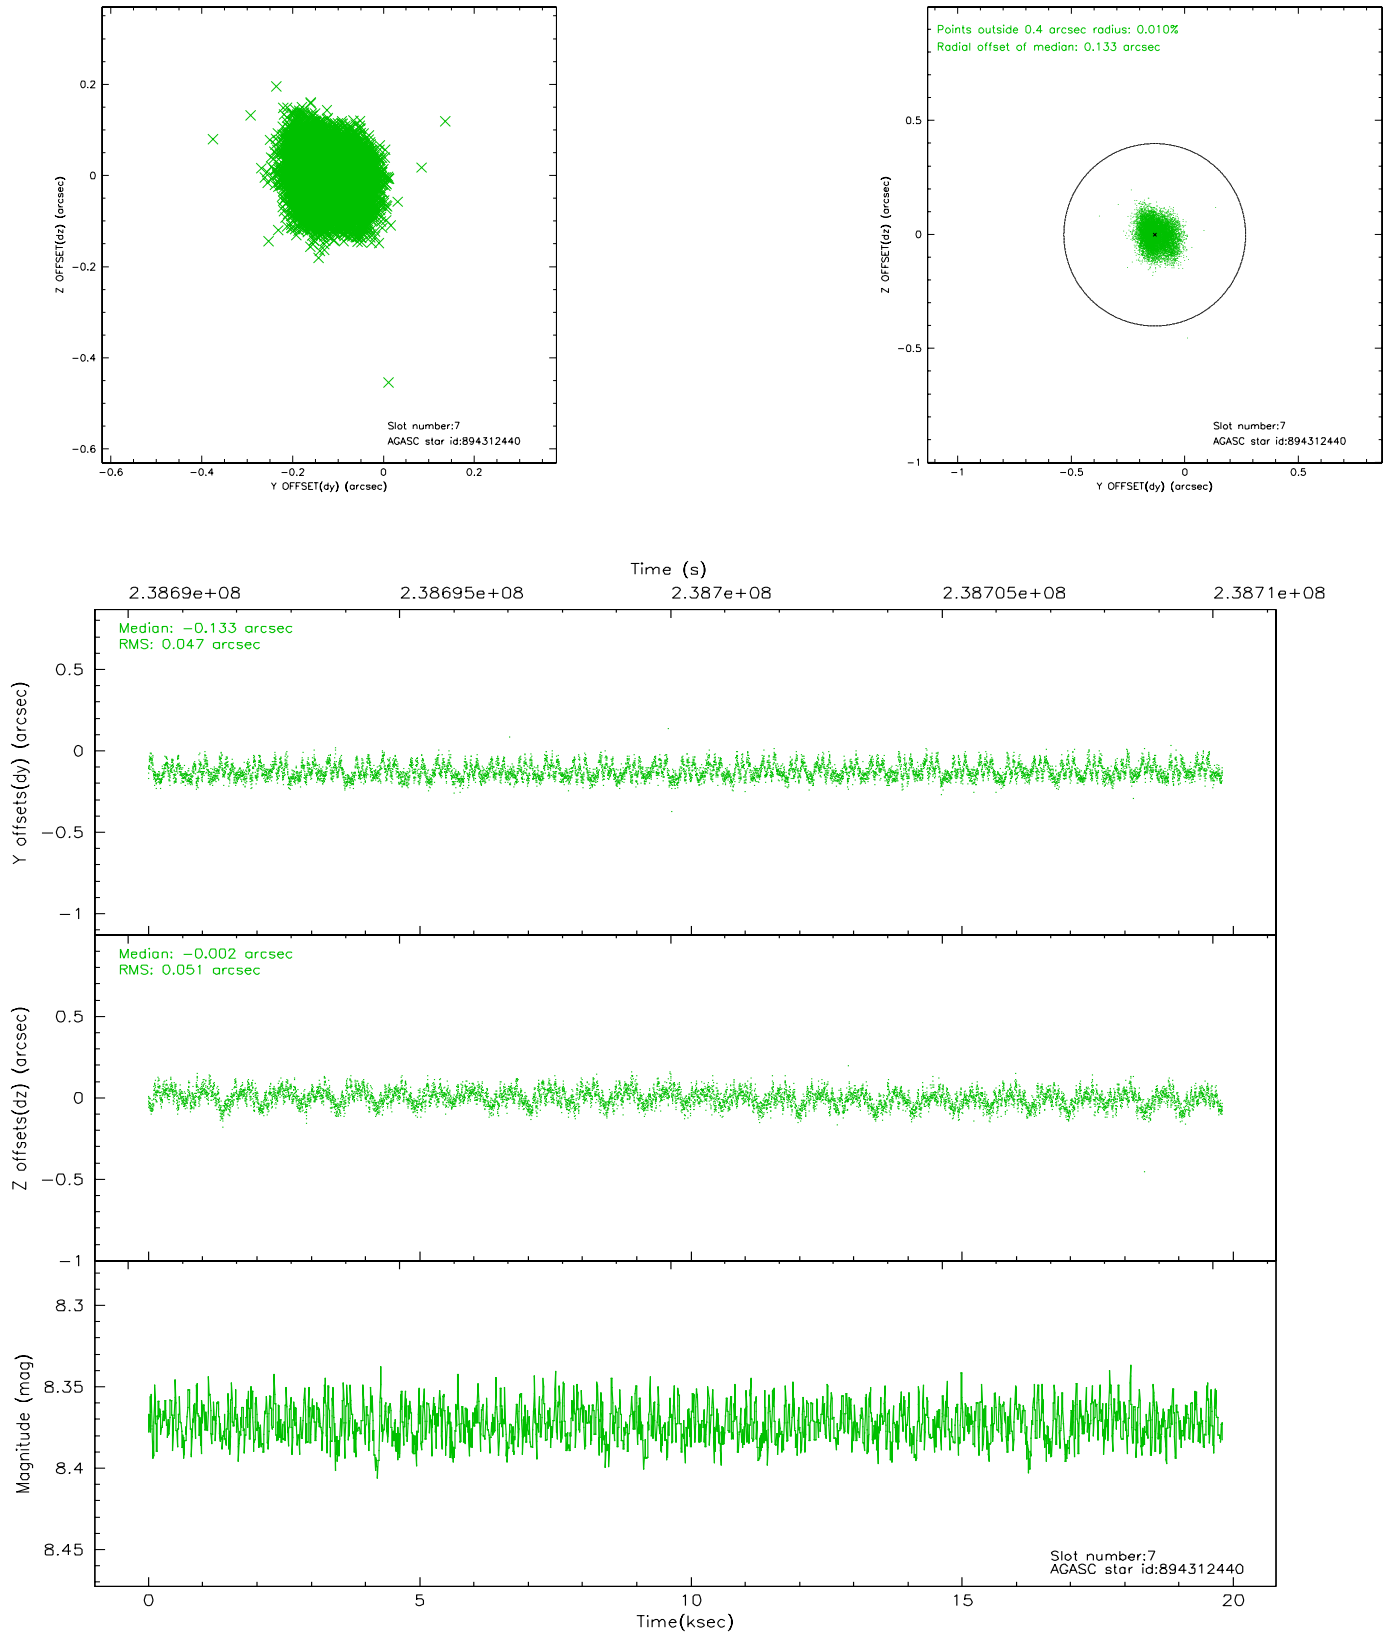 0.2
0
−0.2
−0.4
−0.6
Z OFFSET(dz) (arcsec)
Slot number:7
AGASC star id:894312440
−0.6 −0.4 −0.2 0 0.2
Y OFFSET(dy) (arcsec)
Points outside 0.4 arcsec radius: 0.010%
Radial offset of median: 0.133 arcsec
0.5
0
−0.5
−1
Z OFFSET(dz) (arcsec)
Slot number:7
AGASC star id:894312440
−1 −0.5 0 0.5
Y OFFSET(dy) (arcsec)
Time (s)
2.3869e+08 2.38695e+08 2.387e+08 2.38705e+08 2.3871e+08
Median: −0.133 arcsec
RMS: 0.047 arcsec
0.5
0
−0.5
−1
Y offsets(dy) (arcsec)
Median: −0.002 arcsec
RMS: 0.051 arcsec
0.5
0
−0.5
−1
Z offsets(dz) (arcsec)
8.3
8.35
8.4
8.45
Magnitude (mag)
Slot number:7
AGASC star id:894312440
0 5 10 15 20
Time(ksec)